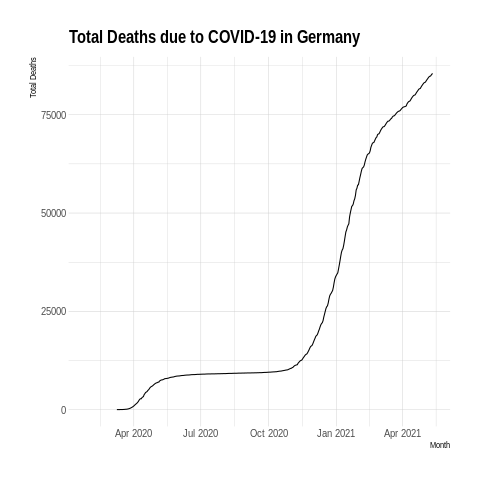 Total Deaths due to COVID-19 in Germany
Total Deaths
75000
50000
25000
0
Apr 2020 Jul 2020 Oct 2020 Jan 2021 Apr 2021
Month